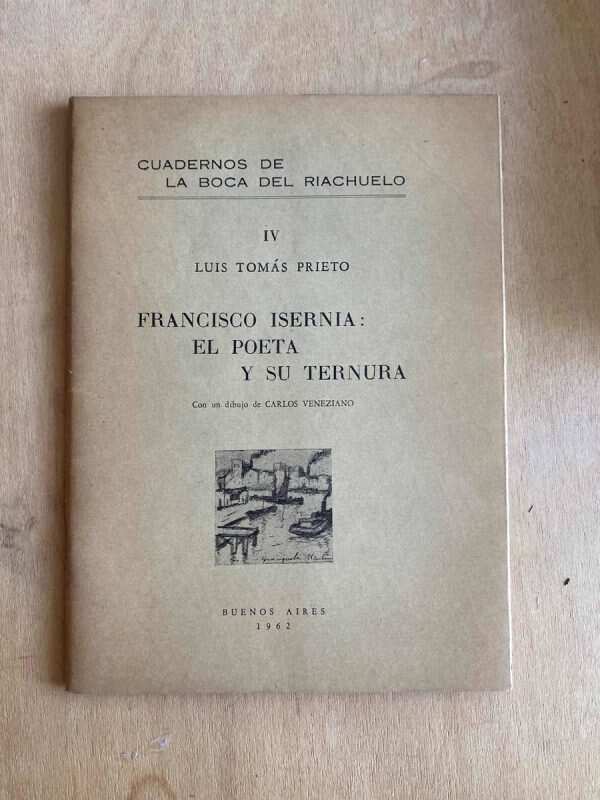 CUADERNOS DE
LA BOCA DEL RIACHUELO
IV
LUIS TOMÁS PRIETO
FRANCISCO ISERNIA:
EL POETA
Y SU TERNURA
Con un dibujo de CARLOS VENEZIANO
BUENOS AIRES
1962